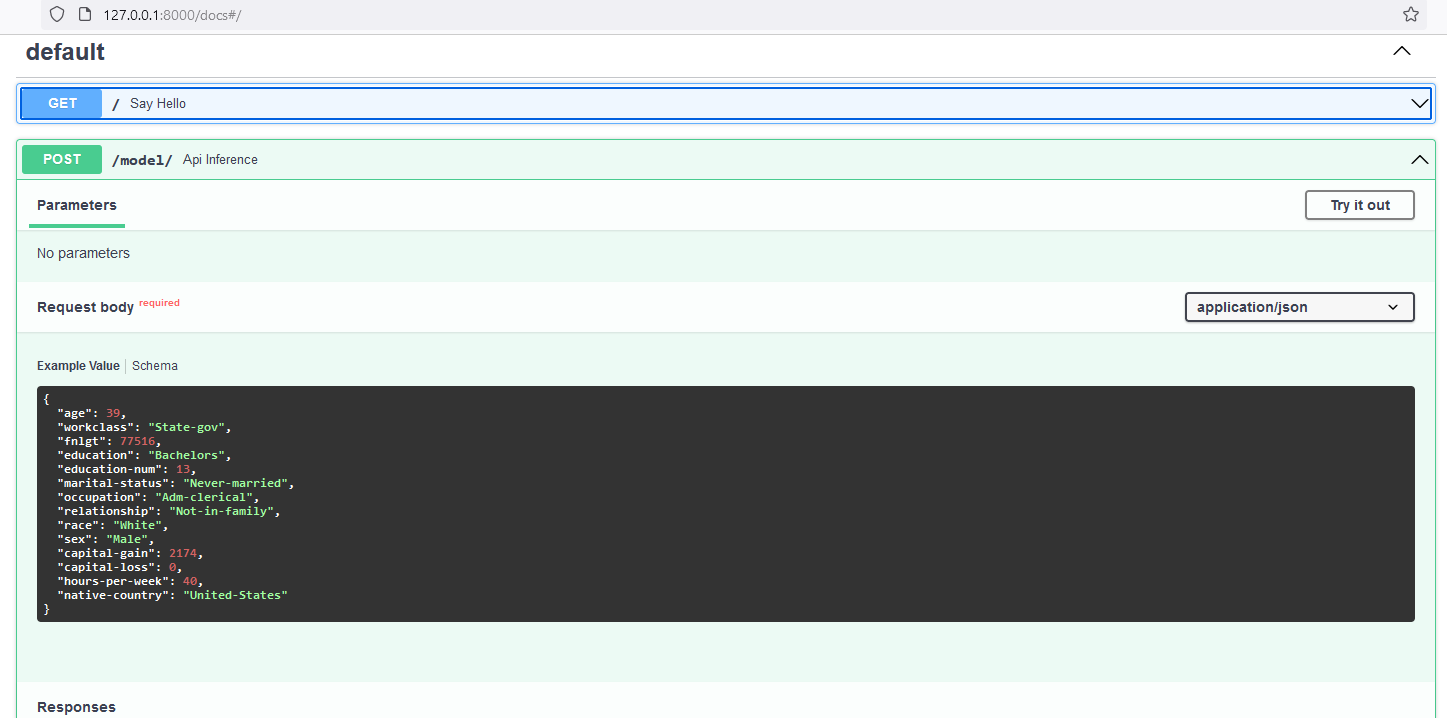 127.0.0.1:8000/docs#/
default
GET / Say Hello
POST /model/ Api Inference
Parameters
Try it out
No parameters
Request body required
application/json
Example Value | Schema
{
"age": 39,
"workclass": "State-gov",
"fnlgt": 77516,
"education": "Bachelors",
"education-num": 13,
"marital-status": "Never-married",
"occupation": "Adm-clerical",
"relationship": "Not-in-family",
"race": "White",
"sex": "Male",
"capital-gain": 2174,
"capital-loss": 0,
"hours-per-week": 40,
"native-country": "United-States"
}
Responses